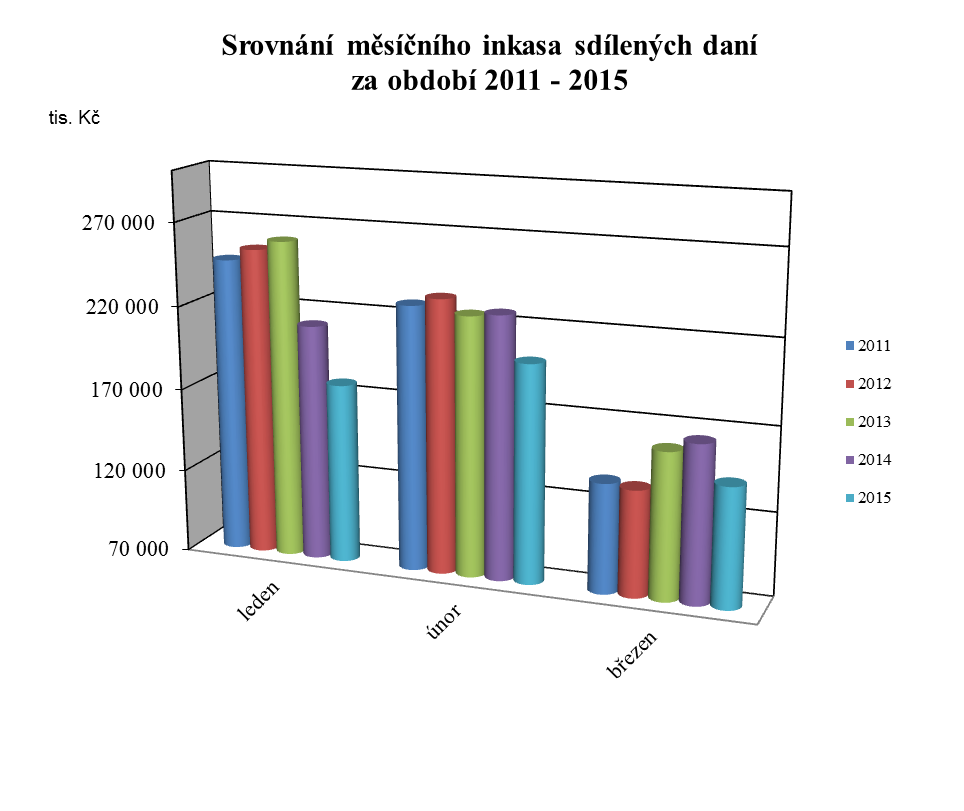 Srovnání měsíčního inkasa sdílených daní
za období 2011 - 2015
tis. Kč
270 000
220 000
170 000
120 000
70 000
leden
únor
březen
2011
2012
2013
2014
2015